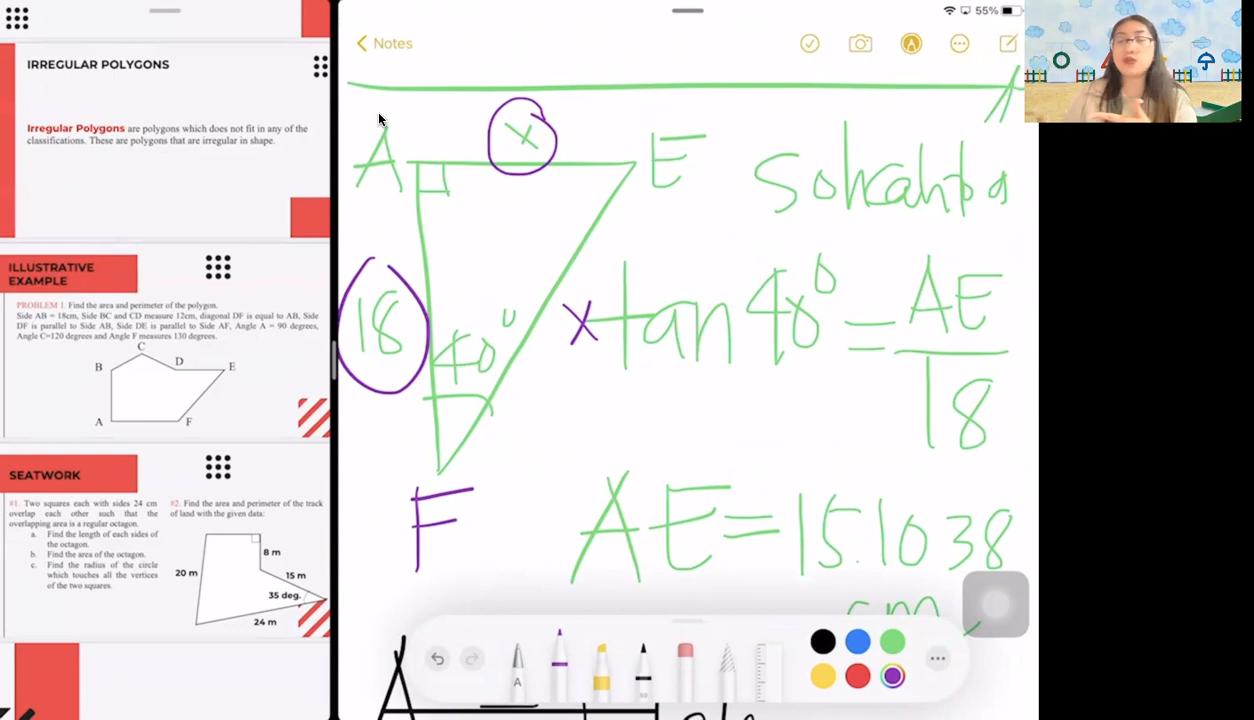 IRREGULAR POLYGONS
Irregular Polygons are polygons which does not fit in any of the
classifications. These are polygons that are irregular in shape.
ILLUSTRATIVE
EXAMPLE
PROBLEM 1. Find the area and perimeter of the polygon.
Side AB = 18cm, Side BC and CD measure 12cm, diagonal DF is equal to AB, Side
DF is parallel to Side AB, Side DE is parallel to Side AF, Angle A = 90 degrees,
Angle C=120 degrees and Angle F measures 130 degrees.
C
B
D
E
A
F
SEATWORK
#1. Two squares each with sides 24 cm
overlap each other such that the
overlapping area is a regular octagon.
a. Find the length of each sides of
the octagon.
b. Find the area of the octagon.
c. Find the radius of the circle
which touches all the vertices
of the two squares.
#2. Find the area and perimeter of the track
of land with the given data:
8 m
20 m
15 m
35 deg.
24 m
55%
Notes
A
x
E
sohcahtoa
18
40°
x
tan 40° = AE
18
F
AE = 15.1038
cm
A